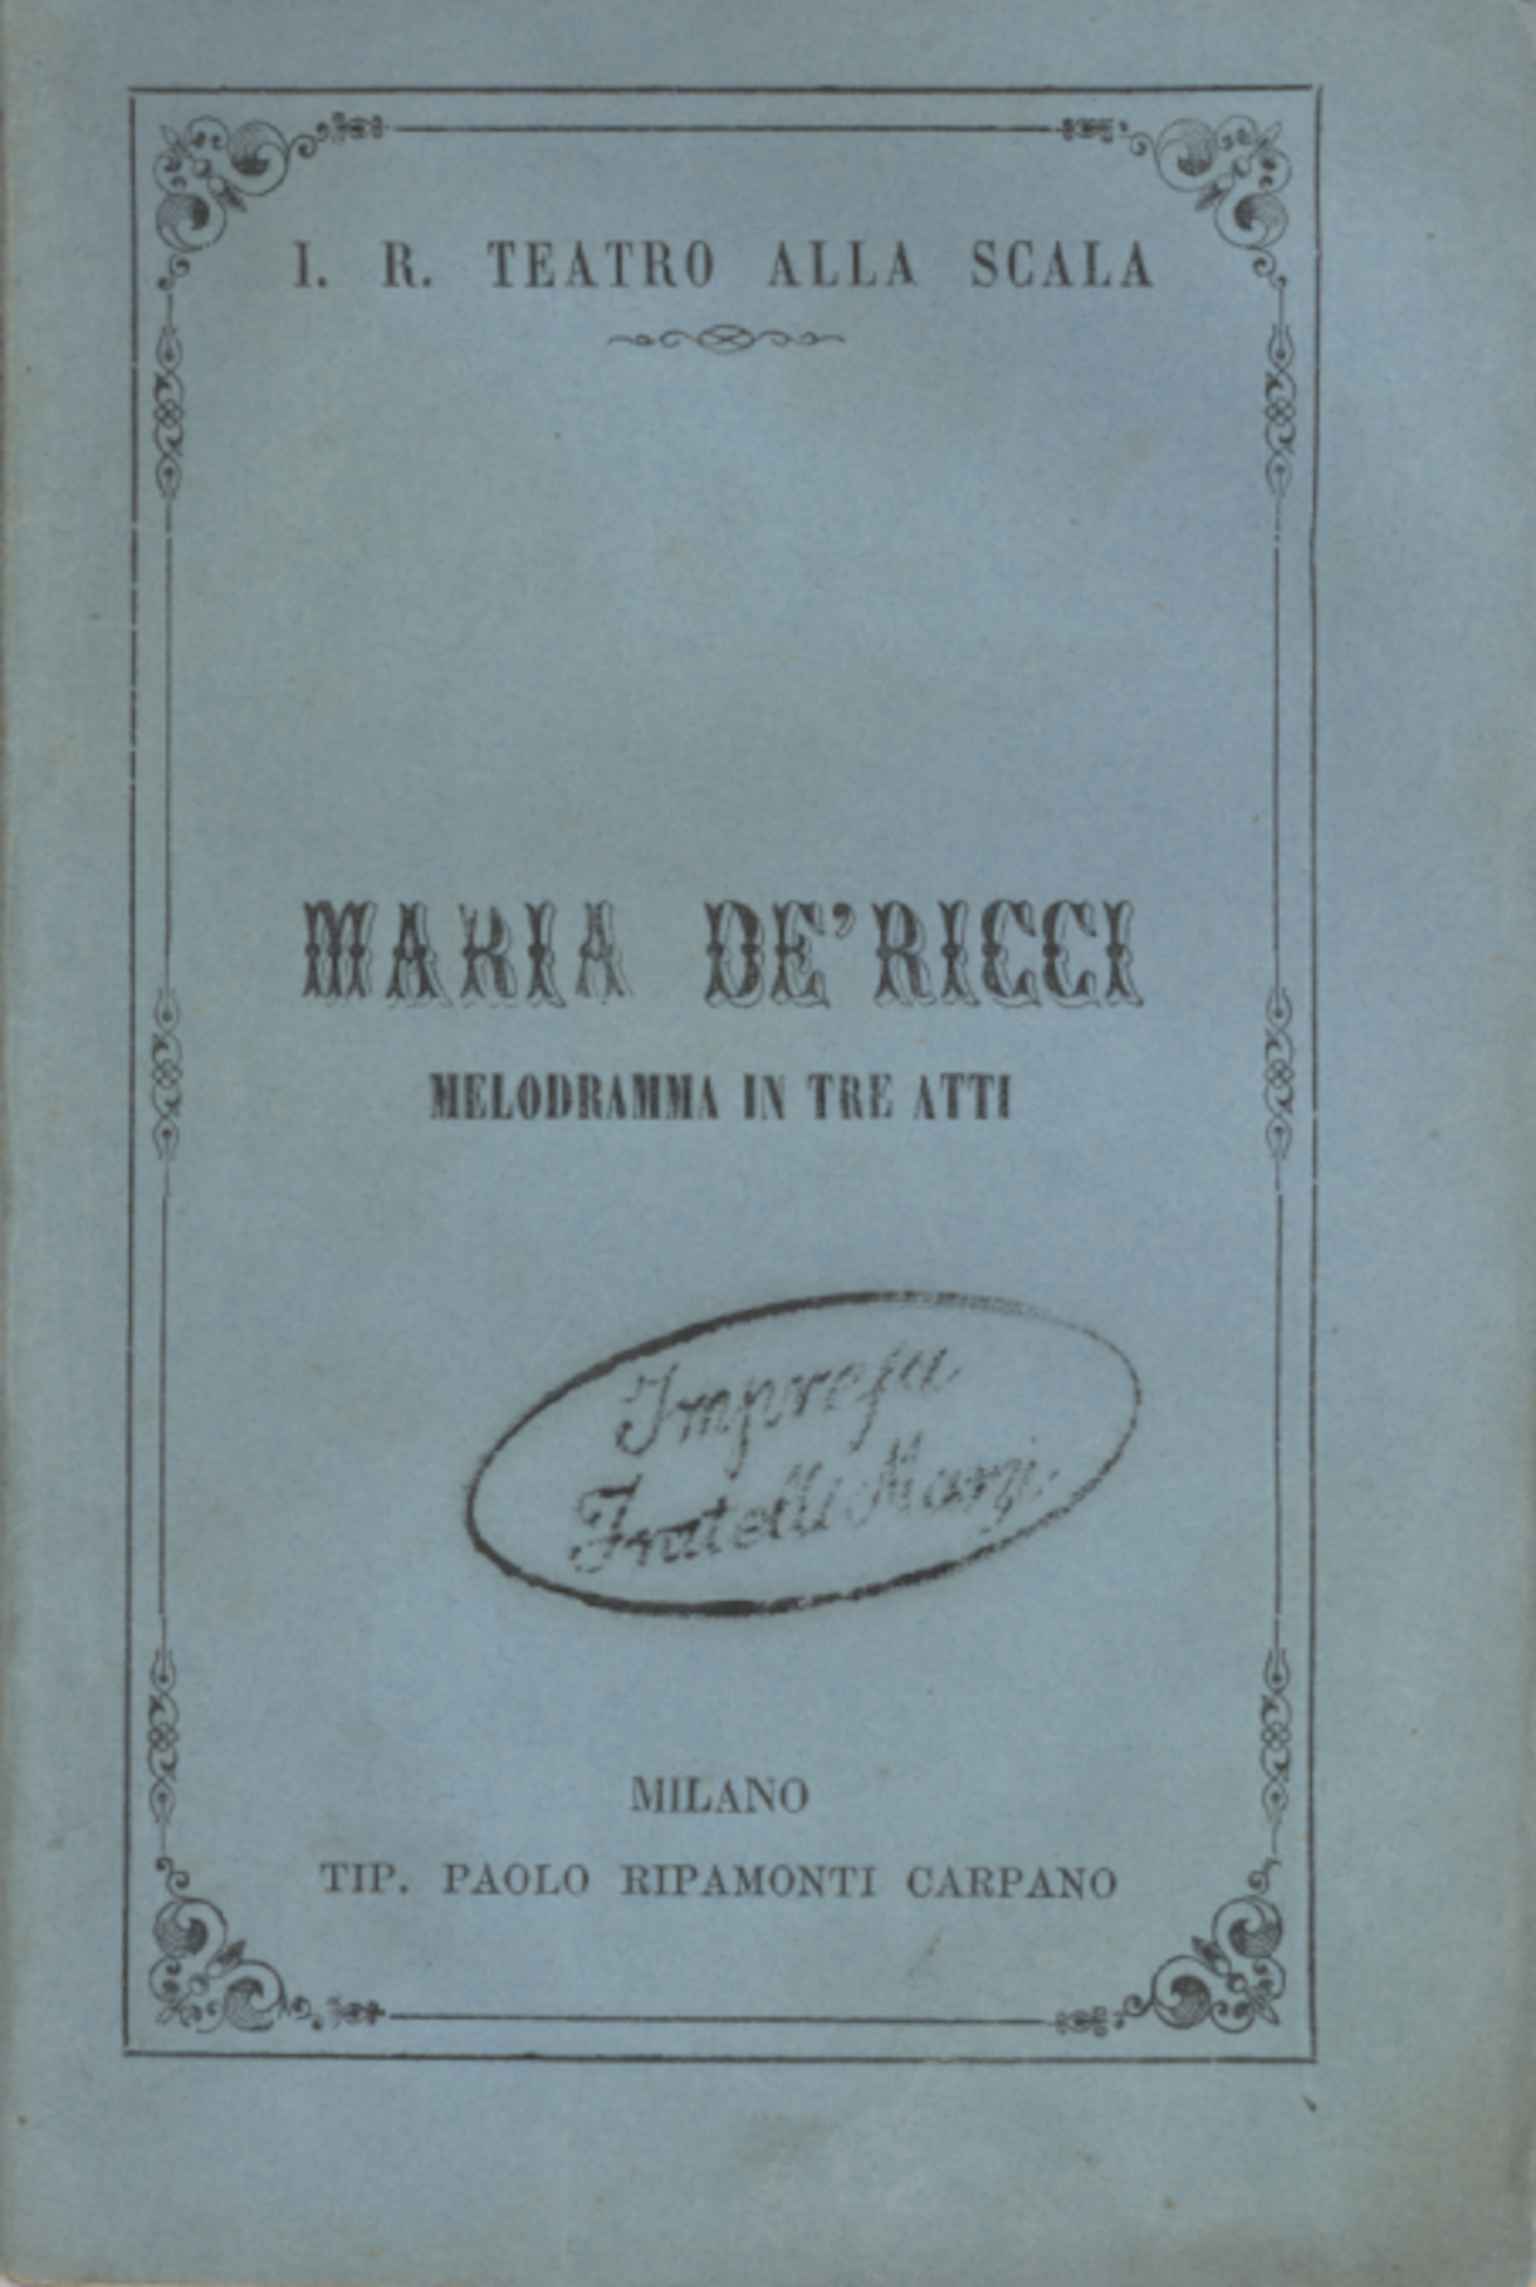 I. R. TEATRO ALLA SCALA
MARIA DE' RICCI
MELODRAMMA IN TRE ATTI
Impresa
Fratelli Marzi
MILANO
TIP. PAOLO RIPAMONTI CARPANO